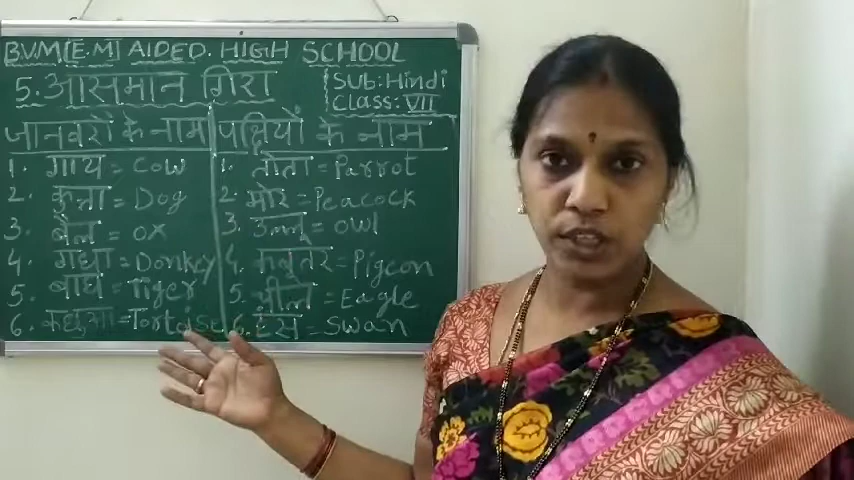 BVM(E.M) AIDED. HIGH SCHOOL
5. आसमान गिरा
Sub: Hindi
Class: VII
जानवरों के नाम
1. गाय = Cow
2. कुत्ता = Dog
3. बैल = ox
4. गधा = Donkey
5. बाघ = Tiger
6. कछुआ = Tortoise
पक्षियों के नाम
1. तोता = Parrot
2. मोर = Peacock
3. उल्लू = owl
4. कबूतर = Pigeon
5. चील = Eagle
6. हंस = Swan